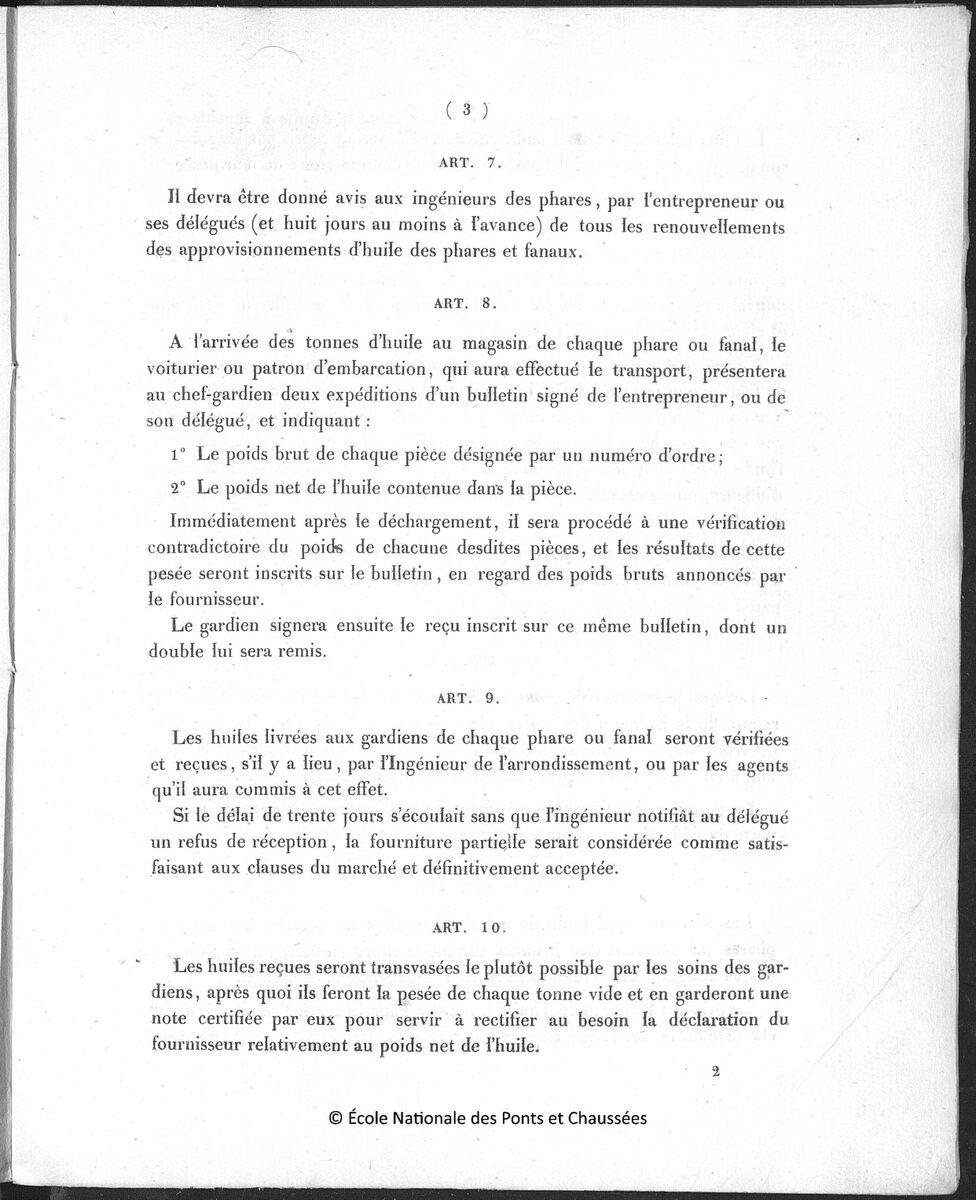 ( 3 )
ART. 7.
Il devra être donné avis aux ingénieurs des phares, par l'entrepreneur ou
ses délégués (et huit jours au moins à l'avance) de tous les renouvellements
des approvisionnements d'huile des phares et fanaux.
ART. 8.
A l'arrivée des tonnes d'huile au magasin de chaque phare ou fanal, le
voiturier ou patron d'embarcation, qui aura effectué le transport, présentera
au chef-gardien deux expéditions d'un bulletin signé de l'entrepreneur, ou de
son délégué, et indiquant :
1° Le poids brut de chaque pièce désignée par un numéro d'ordre;
2° Le poids net de l'huile contenue dans la pièce.
Immédiatement après le déchargement, il sera procédé à une vérification
contradictoire du poids de chacune desdites pièces, et les résultats de cette
pesée seront inscrits sur le bulletin, en regard des poids bruts annoncés par
le fournisseur.
Le gardien signera ensuite le reçu inscrit sur ce même bulletin, dont un
double lui sera remis.
ART. 9.
Les huiles livrées aux gardiens de chaque phare ou fanal seront vérifiées
et reçues, s'il y a lieu, par l'Ingénieur de l'arrondissement, ou par les agents
qu'il aura commis à cet effet.
Si le délai de trente jours s'écoulait sans que l'ingénieur notifiât au délégué
un refus de réception, la fourniture partielle serait considérée comme satis-
faisant aux clauses du marché et définitivement acceptée.
ART. 10.
Les huiles reçues seront transvasées le plutôt possible par les soins des gar-
diens, après quoi ils feront la pesée de chaque tonne vide et en garderont une
note certifiée par eux pour servir à rectifier au besoin la déclaration du
fournisseur relativement au poids net de l'huile.
2
© École Nationale des Ponts et Chaussées